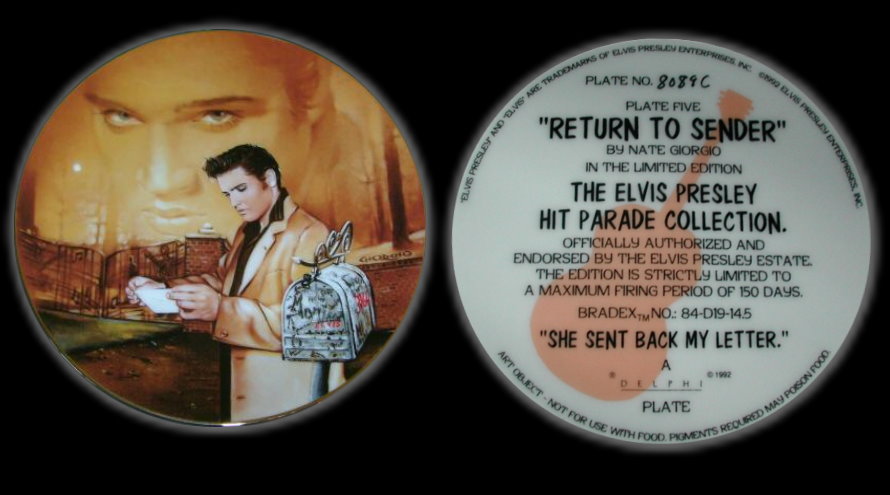 GIORGIO
ELVIS
'ELVIS PRESLEY' AND 'ELVIS' ARE TRADEMARKS OF ELVIS PRESLEY ENTERPRISES, INC. ©1992 ELVIS PRESLEY ENTERPRISES, INC.
PLATE NO. 8089C
PLATE FIVE
"RETURN TO SENDER"
BY NATE GIORGIO
IN THE LIMITED EDITION
THE ELVIS PRESLEY
HIT PARADE COLLECTION.
OFFICIALLY AUTHORIZED AND
ENDORSED BY THE ELVIS PRESLEY ESTATE.
THE EDITION IS STRICTLY LIMITED TO
A MAXIMUM FIRING PERIOD OF 150 DAYS.
BRADEX™ NO.: 84-D19-14.5
"SHE SENT BACK MY LETTER."
A
® DELPHI © 1992
PLATE
ART OBJECT - NOT FOR USE WITH FOOD. PIGMENTS REQUIRED MAY POISON FOOD.